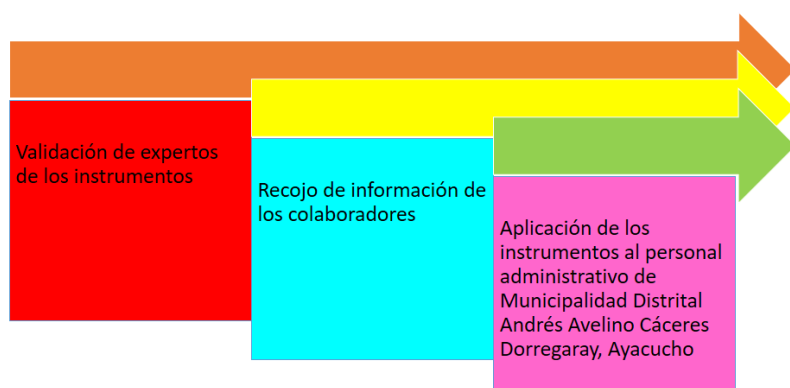 Validación de expertos
de los instrumentos
Recojo de información de
los colaboradores
Aplicación de los
instrumentos al personal
administrativo de
Municipalidad Distrital
Andrés Avelino Cáceres
Dorregaray, Ayacucho